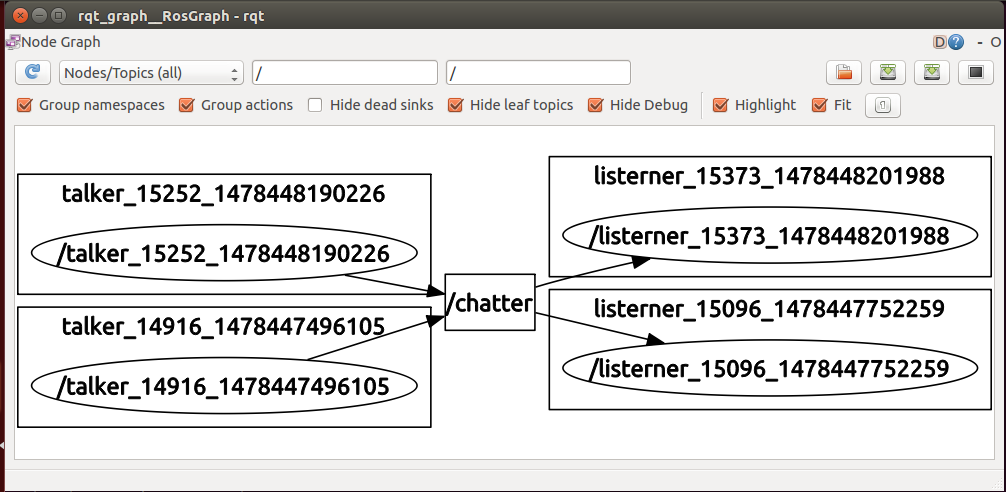 rqt_graph__RosGraph - rqt
Node Graph
D ? - O
Nodes/Topics (all) / /
Group namespaces Group actions Hide dead sinks Hide leaf topics Hide Debug Highlight Fit
talker_15252_1478448190226
/talker_15252_1478448190226
talker_14916_1478447496105
/talker_14916_1478447496105
/chatter
listerner_15373_1478448201988
/listerner_15373_1478448201988
listerner_15096_1478447752259
/listerner_15096_1478447752259